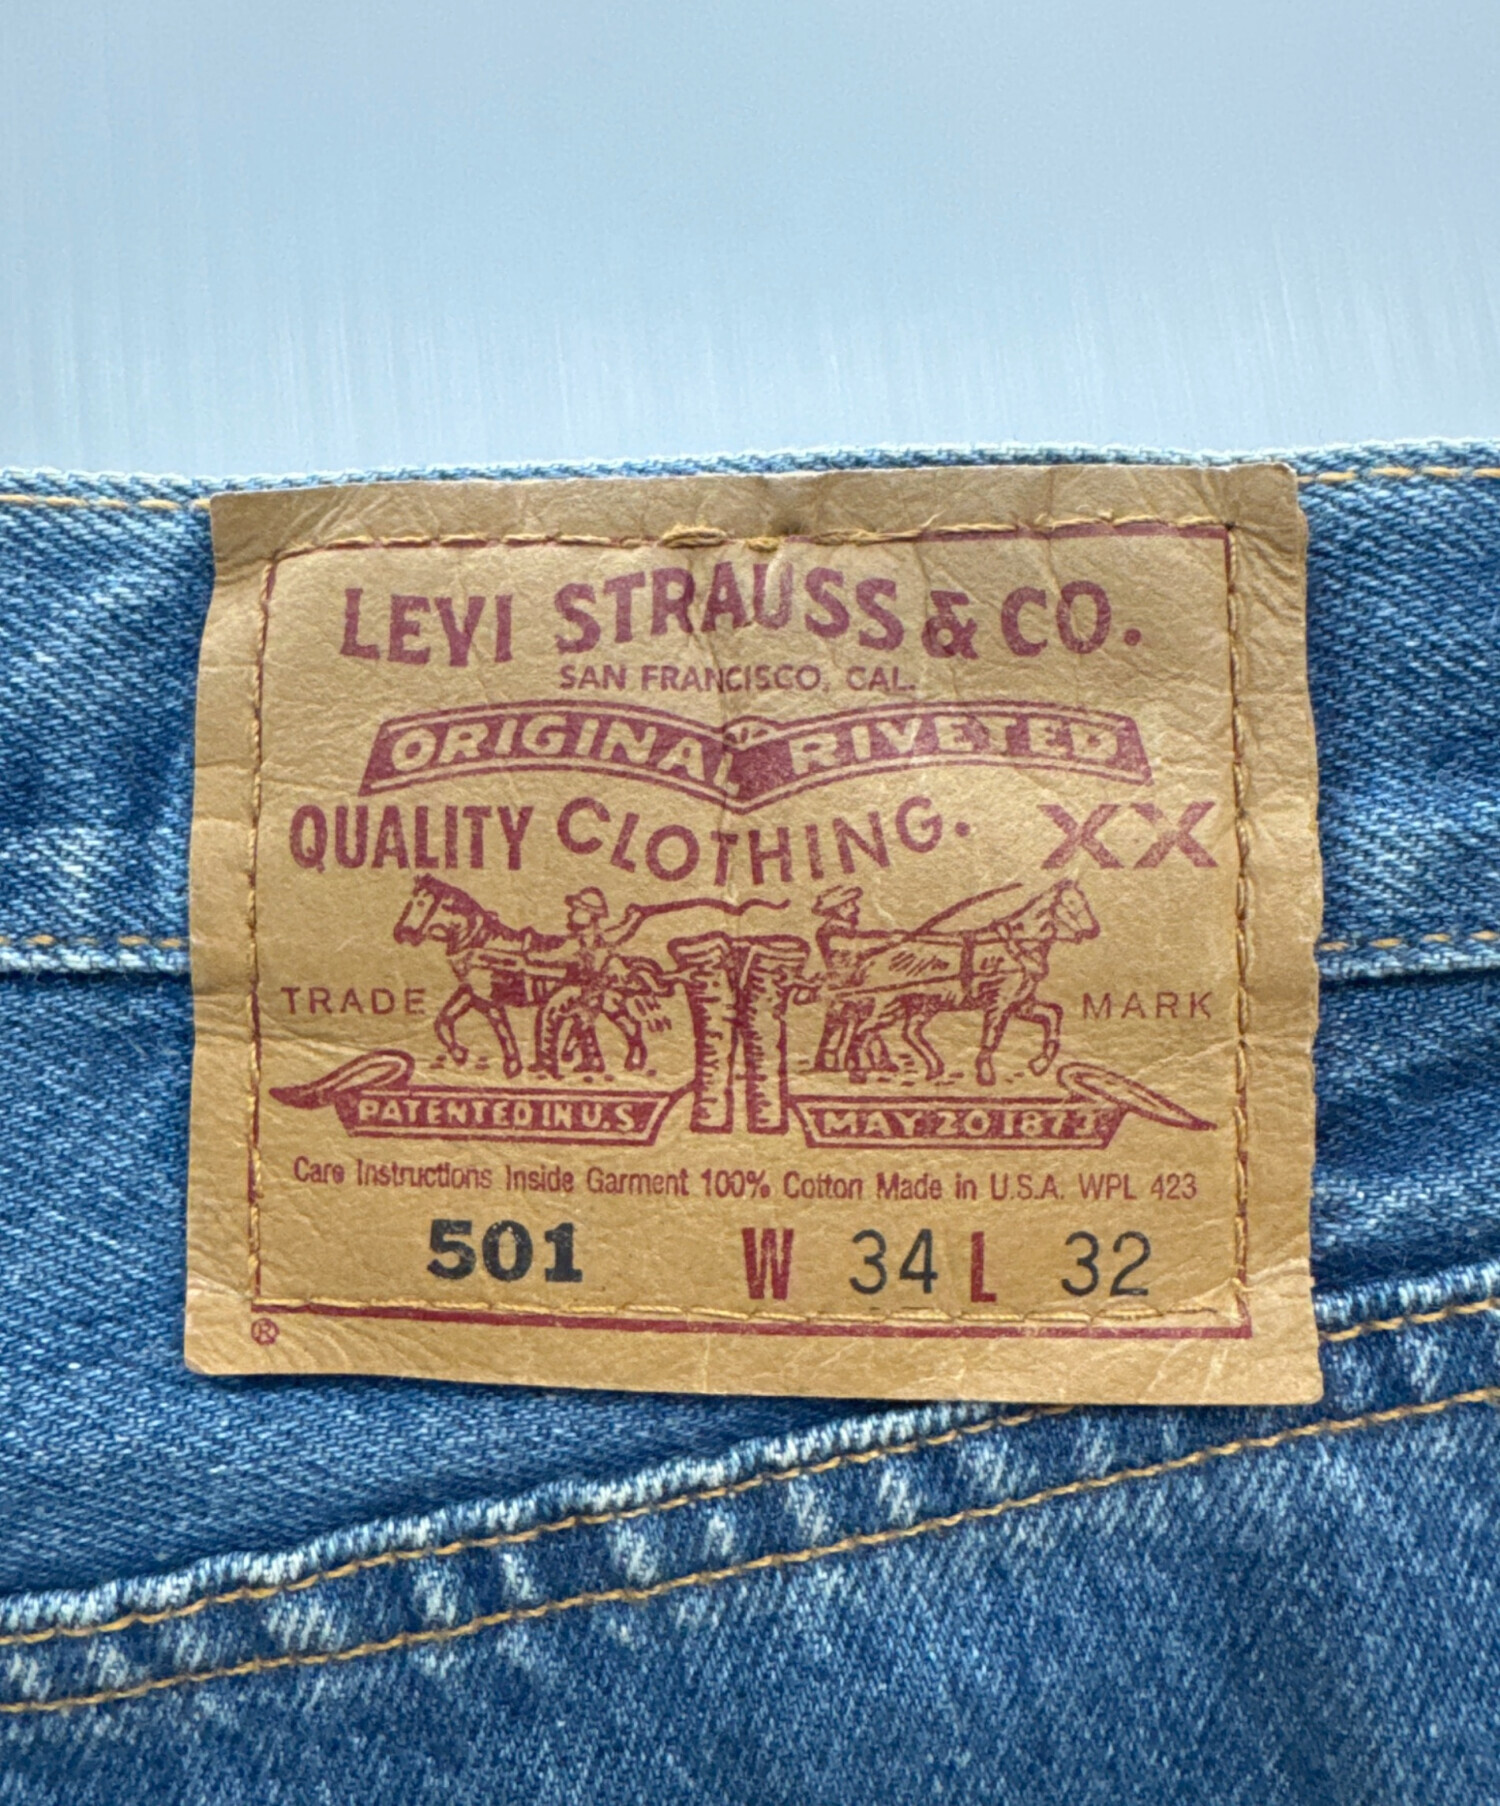 LEVI STRAUSS & CO.
SAN FRANCISCO, CAL.
ORIGINAL RIVETED
QUALITY CLOTHING. XX
TRADE MARK
PATENTED IN U.S. MAY 20 1873
Care Instructions Inside Garment 100% Cotton Made in U.S.A. WPL 423
501 W 34 L 32
®